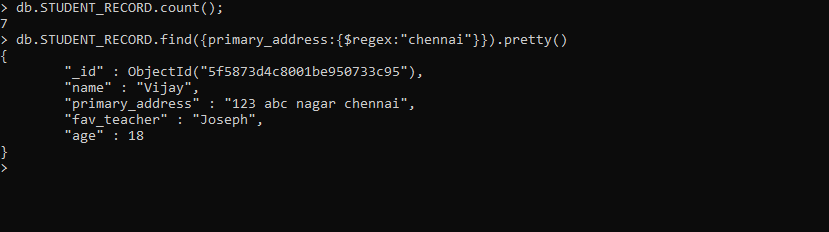 > db.STUDENT_RECORD.count();
7
> db.STUDENT_RECORD.find({primary_address:{$regex:"chennai"}}).pretty()
{
        "_id" : ObjectId("5f5873d4c8001be950733c95"),
        "name" : "Vijay",
        "primary_address" : "123 abc nagar chennai",
        "fav_teacher" : "Joseph",
        "age" : 18
}
>